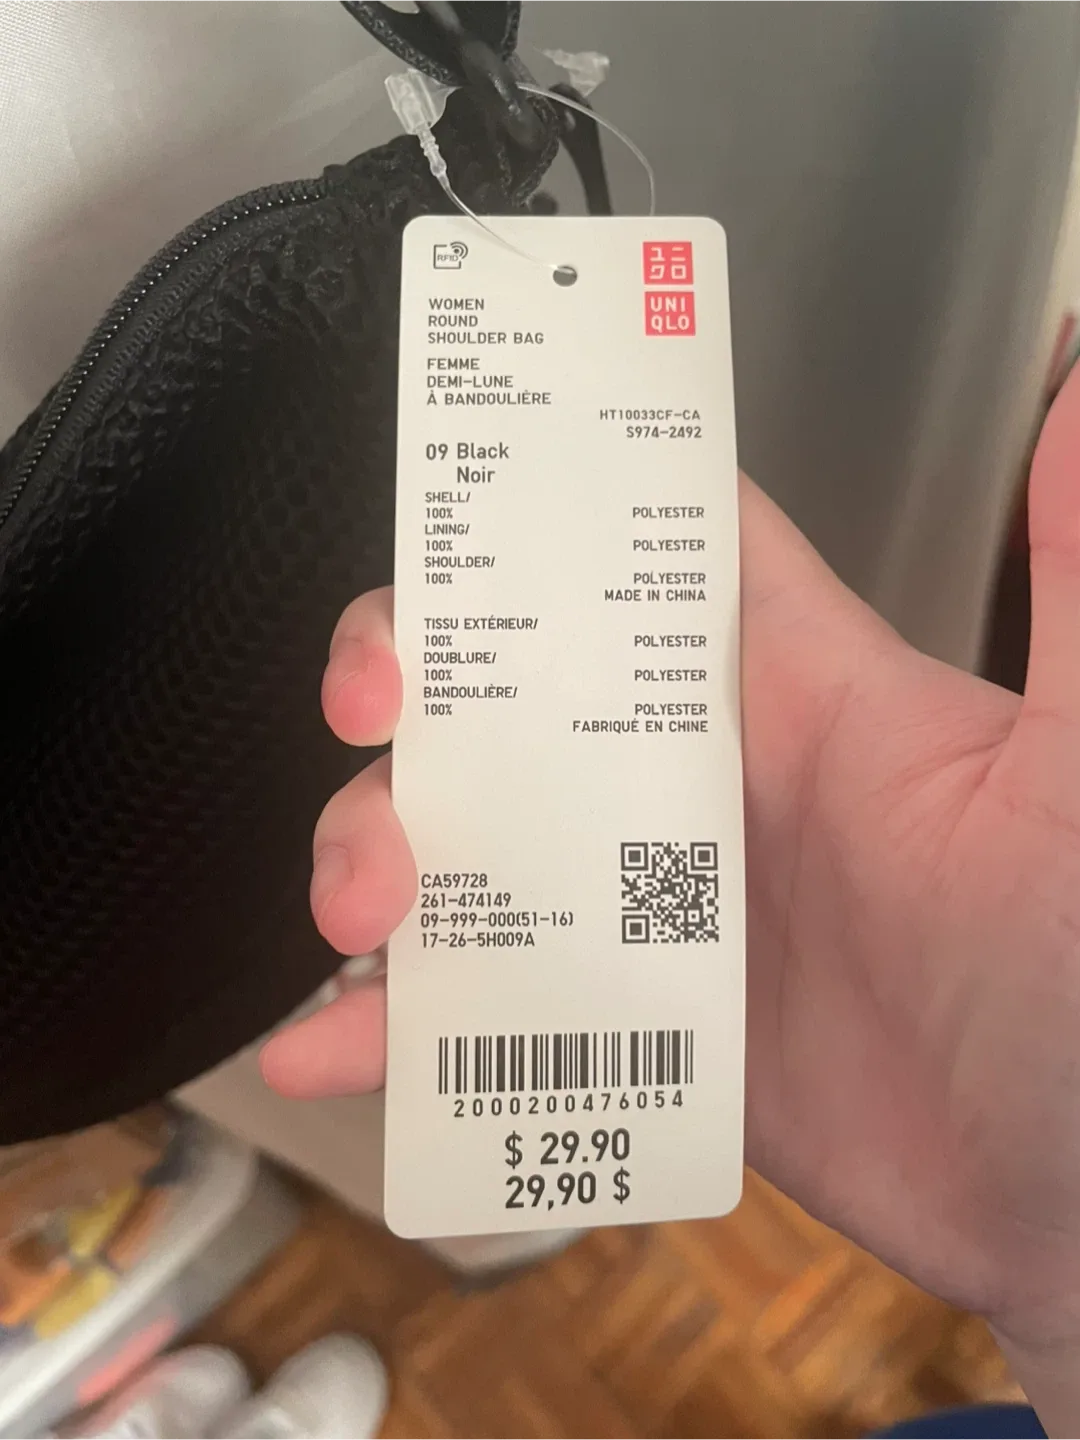 RFID
ユニ
クロ
UNI
QLO
WOMEN
ROUND
SHOULDER BAG
FEMME
DEMI-LUNE
À BANDOULIÈRE
HT10033CF-CA
S974-2492
09 Black
Noir
SHELL/
100% POLYESTER
LINING/
100% POLYESTER
SHOULDER/
100% POLYESTER
MADE IN CHINA
TISSU EXTÉRIEUR/
100% POLYESTER
DOUBLURE/
100% POLYESTER
BANDOULIÈRE/
100% POLYESTER
FABRIQUÉ EN CHINE
CA59728
261-474149
09-999-000(51-16)
17-26-5H009A
2000200476054
$ 29.90
29,90 $